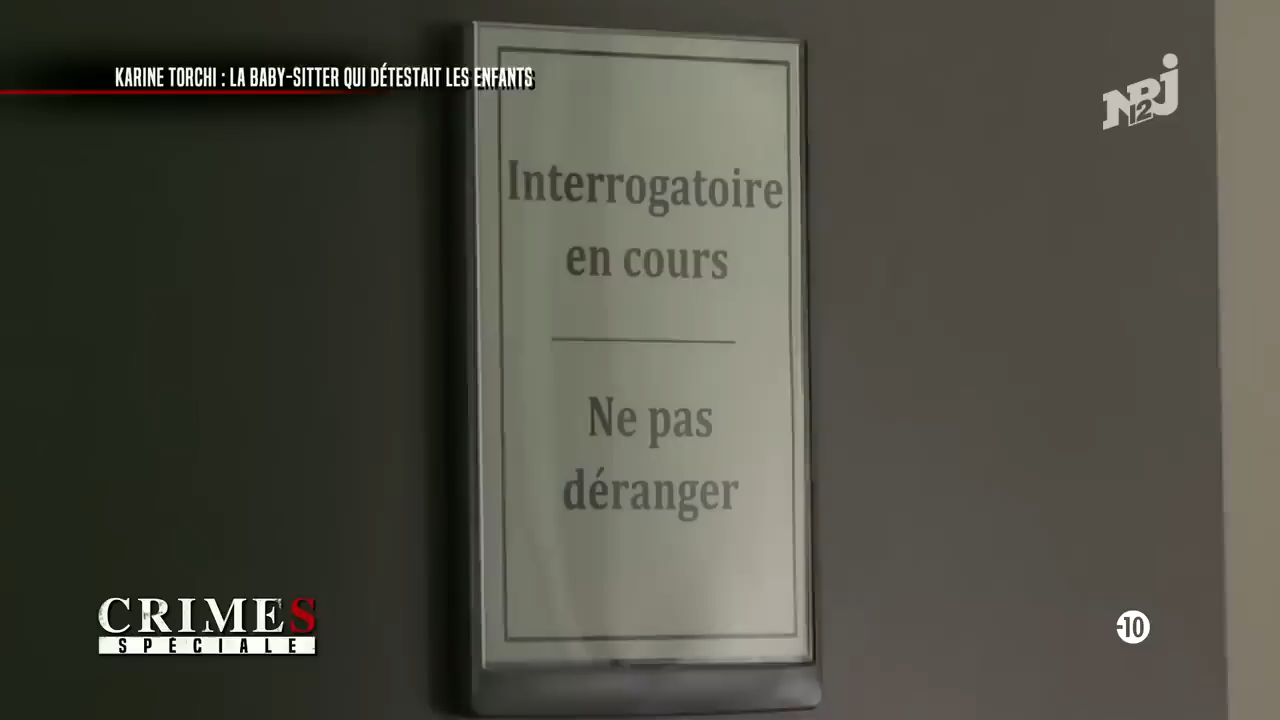 KARINE TORCHI : LA BABY-SITTER QUI DÉTESTAIT LES ENFANTS
NRJ
12
Interrogatoire
en cours
Ne pas
déranger
CRIMES
SPÉCIALE
-10